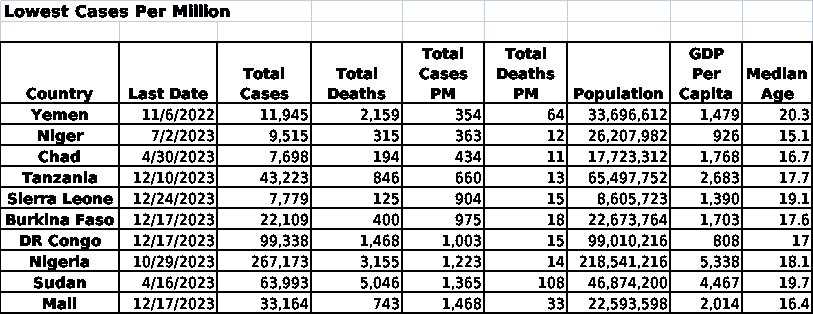 Lowest Cases Per Million
Country Last Date Total Cases Total Deaths Total Cases PM Total Deaths PM Population GDP Per Capita Median Age
Yemen 11/6/2022 11,945 2,159 354 64 33,696,612 1,479 20.3
Niger 7/2/2023 9,515 315 363 12 26,207,982 926 15.1
Chad 4/30/2023 7,698 194 434 11 17,723,312 1,768 16.7
Tanzania 12/10/2023 43,223 846 660 13 65,497,752 2,683 17.7
Sierra Leone 12/24/2023 7,779 125 904 15 8,605,723 1,390 19.1
Burkina Faso 12/17/2023 22,109 400 975 18 22,673,764 1,703 17.6
DR Congo 12/17/2023 99,338 1,468 1,003 15 99,010,216 808 17
Nigeria 10/29/2023 267,173 3,155 1,223 14 218,541,216 5,338 18.1
Sudan 4/16/2023 63,993 5,046 1,365 108 46,874,200 4,467 19.7
Mali 12/17/2023 33,164 743 1,468 33 22,593,598 2,014 16.4